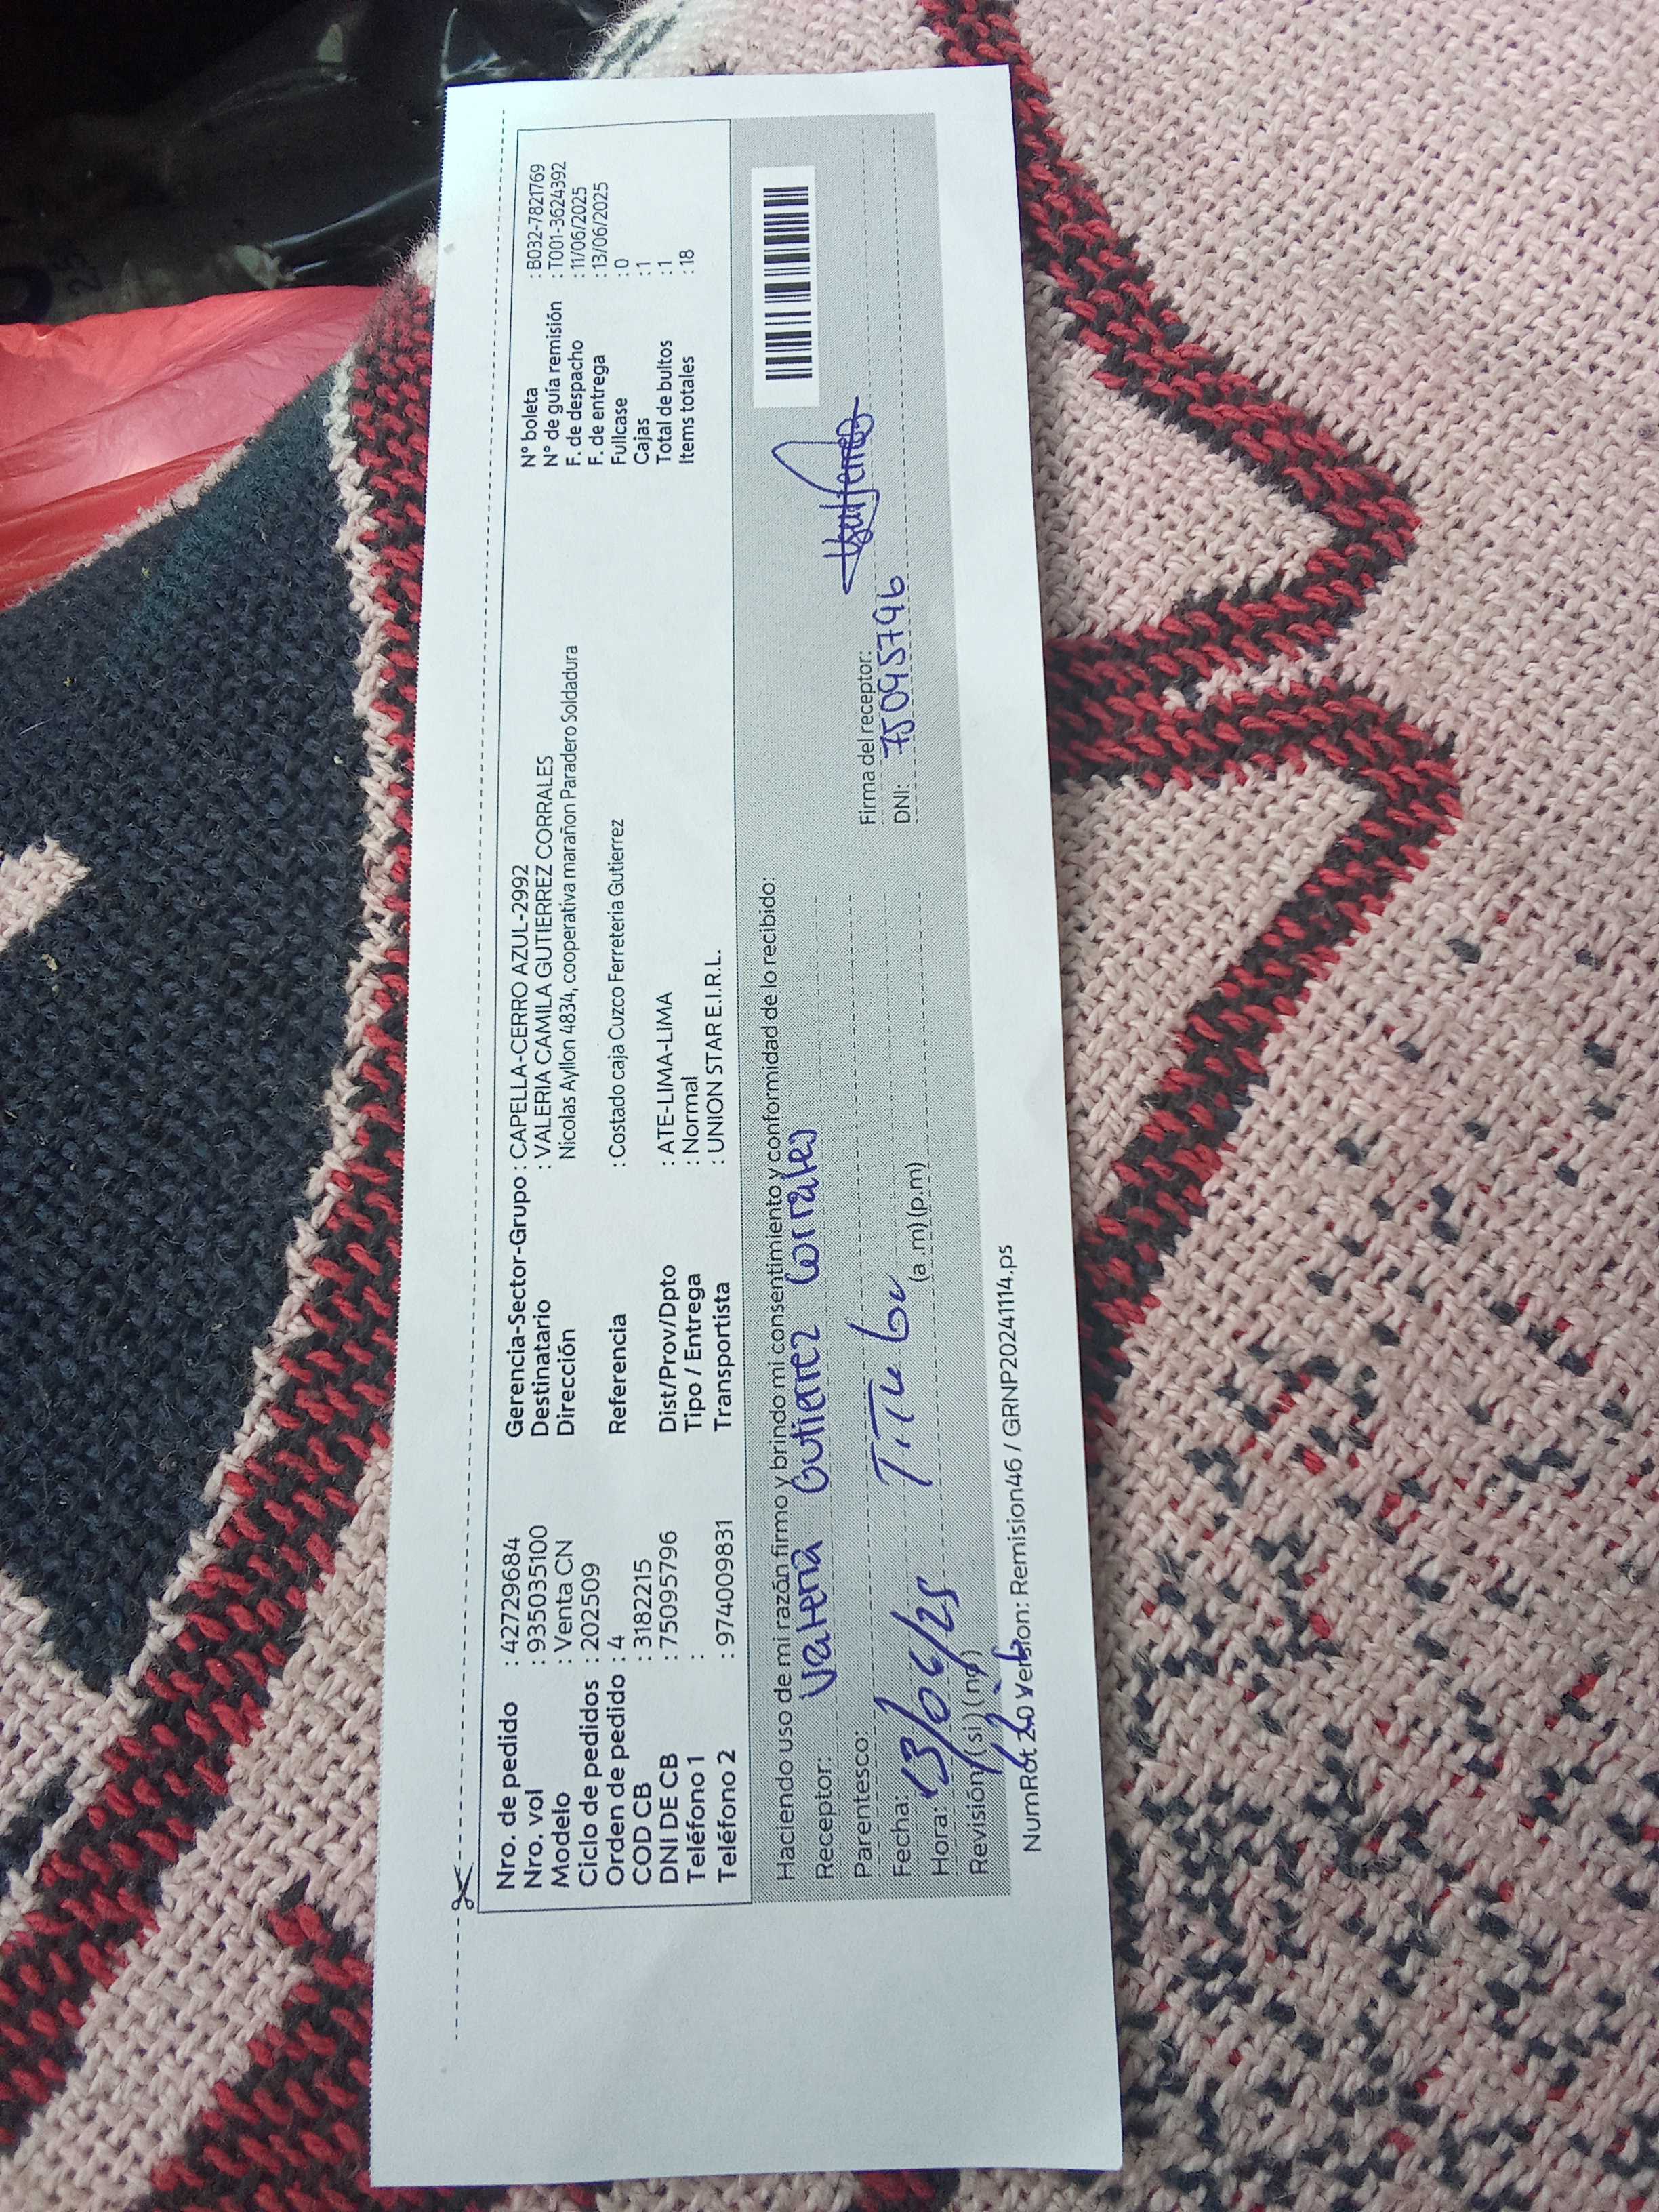 Nro. de pedido : 42729684
Nro. vol : 935035100
Modelo : Venta CN
Ciclo de pedidos : 202509
Orden de pedido : 4
COD CB : 3182215
DNI DE CB : 75095796
Teléfono 1 :
Teléfono 2 : 974009831
Gerencia-Sector-Grupo : CAPELLA-CERRO AZUL-2992
Destinatario : VALERIA CAMILA GUTIERREZ CORRALES
Dirección Nicolas Ayllon 4834, cooperativa marañon Paradero Soldadura
Referencia : Costado caja Cuzco Ferreteria Gutierrez
Dist/Prov/Dpto : ATE-LIMA-LIMA
Tipo / Entrega : Normal
Transportista : UNION STAR E.I.R.L.
N° boleta : B032-7821769
N° de guía remisión : T001-3624392
F. de despacho : 11/06/2025
F. de entrega : 13/06/2025
Fullcase : 0
Cajas : 1
Total de bultos : 1
Items totales : 18
Haciendo uso de mi razón firmo y brindo mi consentimiento y conformidad de lo recibido:
Receptor: Valeria Gutierrez Corrales
Parentesco: Titular
Fecha: 13/06/25
Hora: (a.m) (p.m)
Revisión (si) (no)
Firma del receptor:
DNI: 75095796
NumRot 20 Version: Remision46 / GRNP20241114.ps